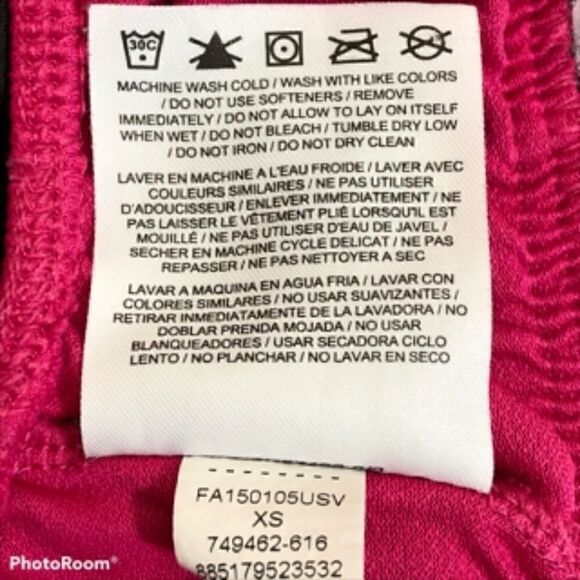 30C
MACHINE WASH COLD / WASH WITH LIKE COLORS
/ DO NOT USE SOFTENERS / REMOVE
IMMEDIATELY / DO NOT ALLOW TO LAY ON ITSELF
WHEN WET / DO NOT BLEACH / TUMBLE DRY LOW
/ DO NOT IRON / DO NOT DRY CLEAN
LAVER EN MACHINE A L'EAU FROIDE / LAVER AVEC
COULEURS SIMILAIRES / NE PAS UTILISER
D'ADOUCISSEUR / ENLEVER IMMEDIATEMENT / NE
PAS LAISSER LE VÊTEMENT PLIÉ LORSQU'IL EST
MOUILLÉ / NE PAS UTILISER D'EAU DE JAVEL /
SECHER EN MACHINE CYCLE DELICAT / NE PAS
REPASSER / NE PAS NETTOYER A SEC
LAVAR A MAQUINA EN AGUA FRIA / LAVAR CON
COLORES SIMILARES / NO USAR SUAVIZANTES /
RETIRAR INMEDIATAMENTE DE LA LAVADORA / NO
DOBLAR PRENDA MOJADA / NO USAR
BLANQUEADORES / USAR SECADORA CICLO
LENTO / NO PLANCHAR / NO LAVAR EN SECO
FA150105USV
XS
749462-616
885179523532
PhotoRoom®